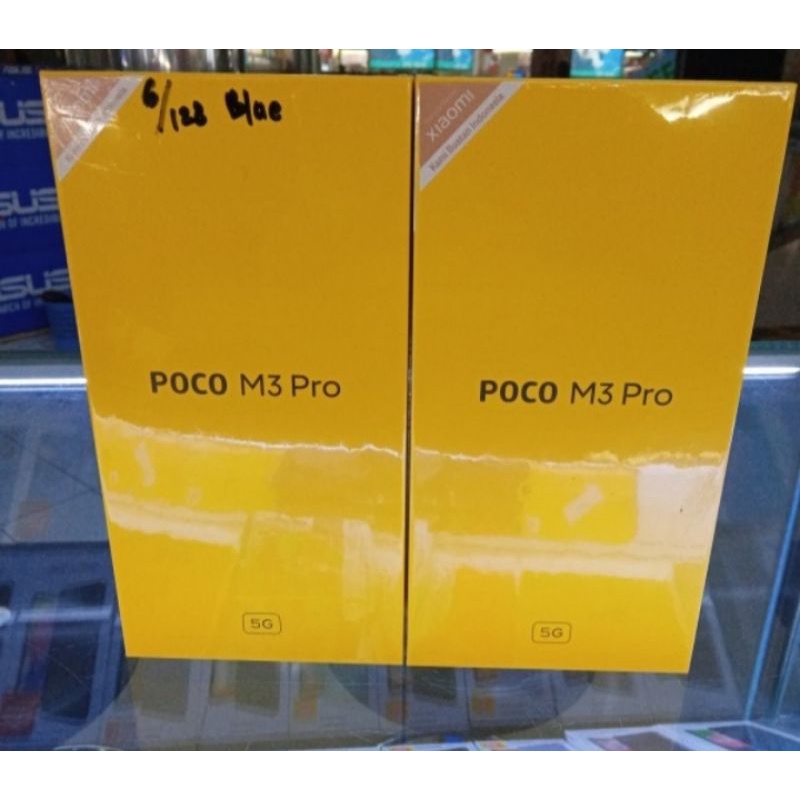 6/128 Blue
xiaomi
Kami Buatan Indonesia
POCO M3 Pro
POCO M3 Pro
5G
5G